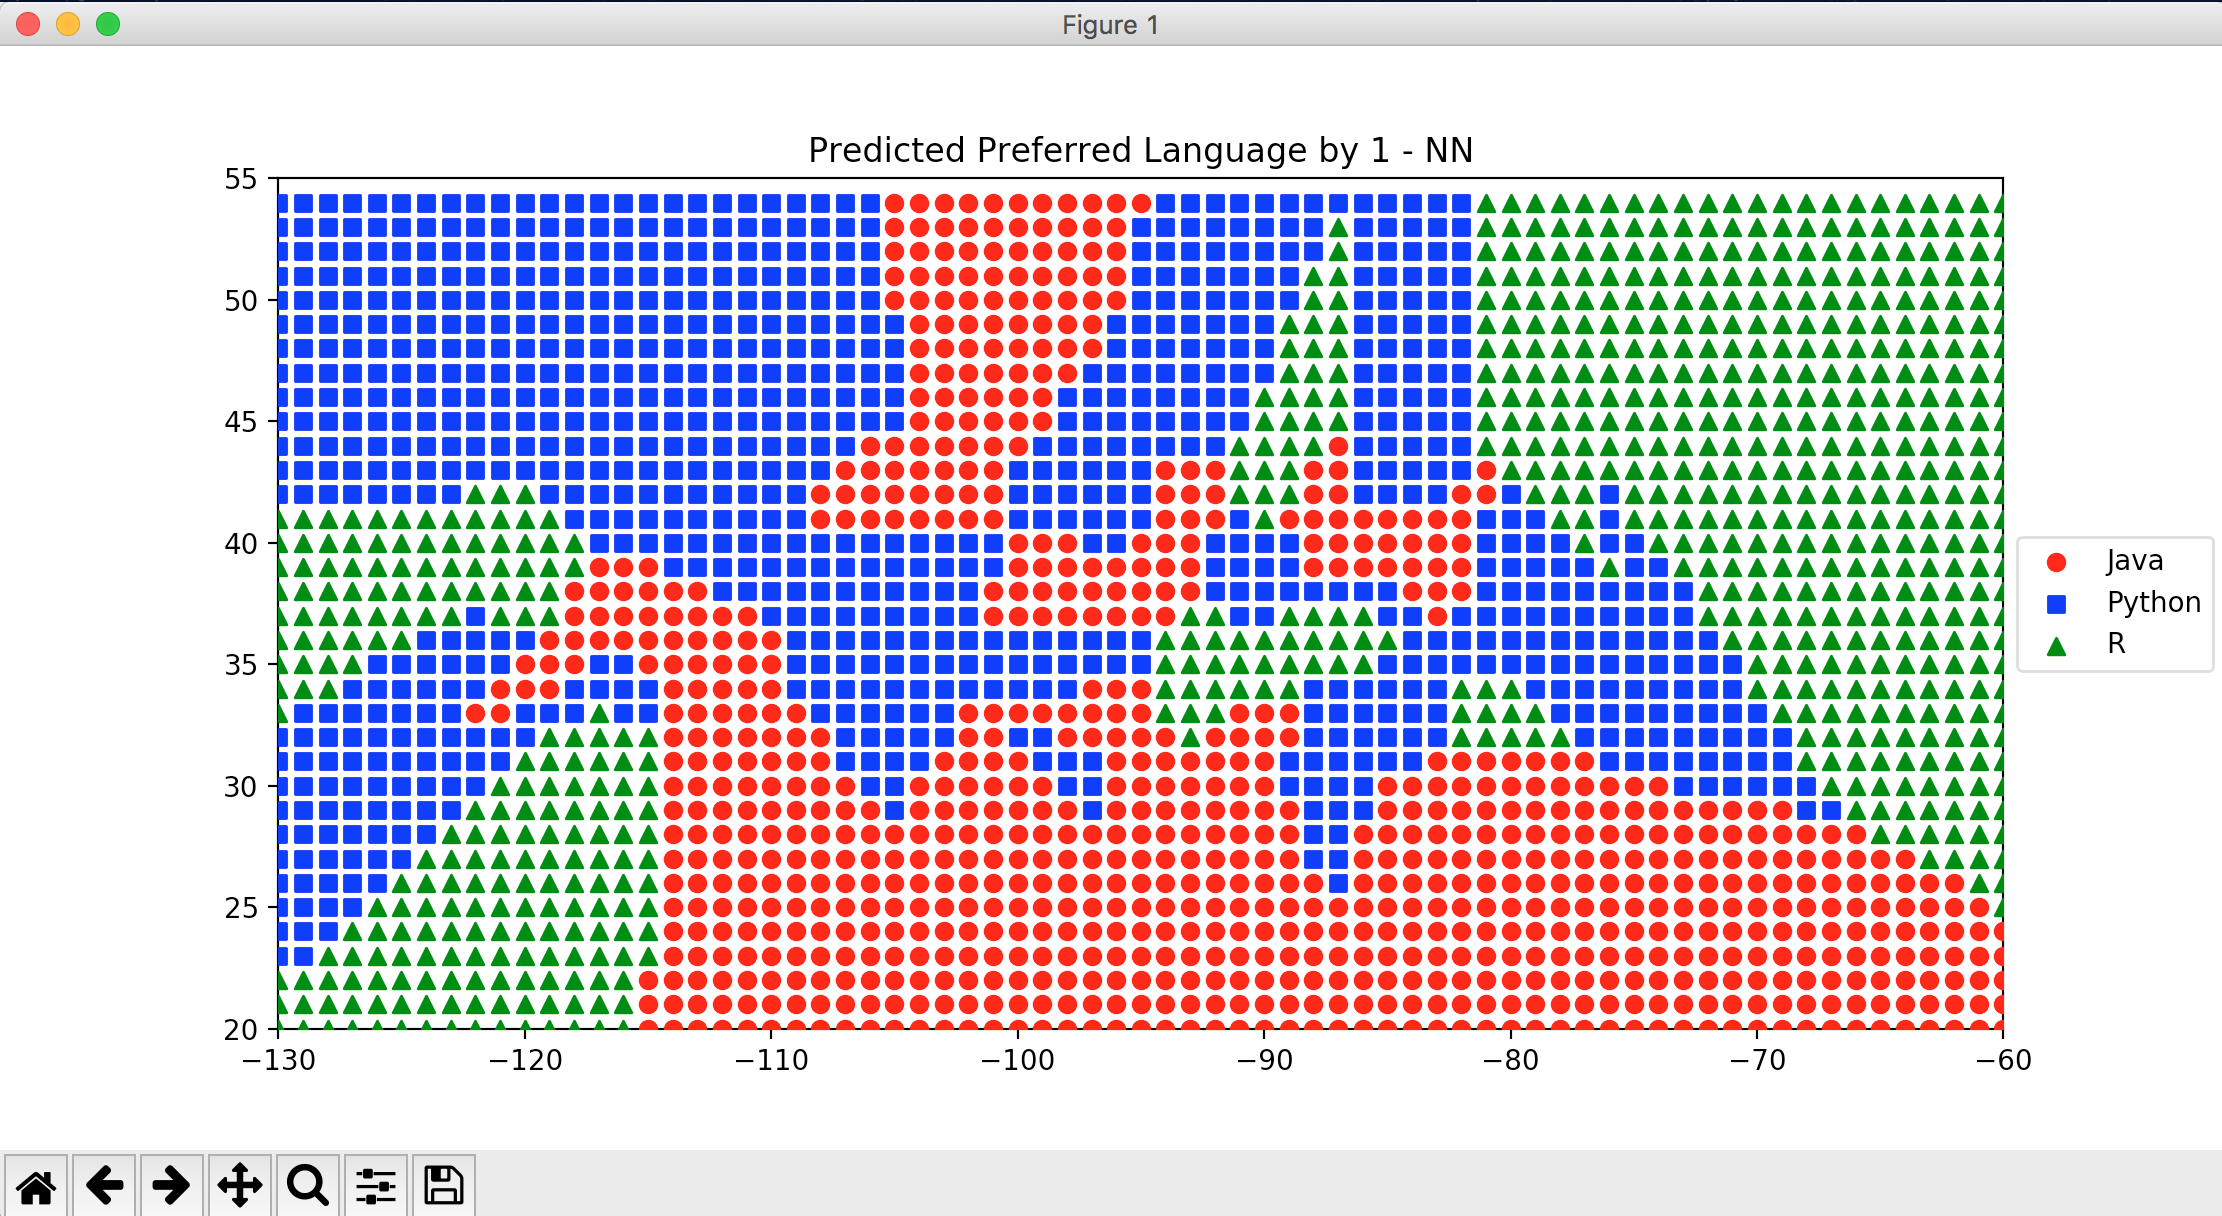 Figure 1
Predicted Preferred Language by 1 - NN
55
50
45
40
35
30
25
20
−130 −120 −110 −100 −90 −80 −70 −60
Java
Python
R